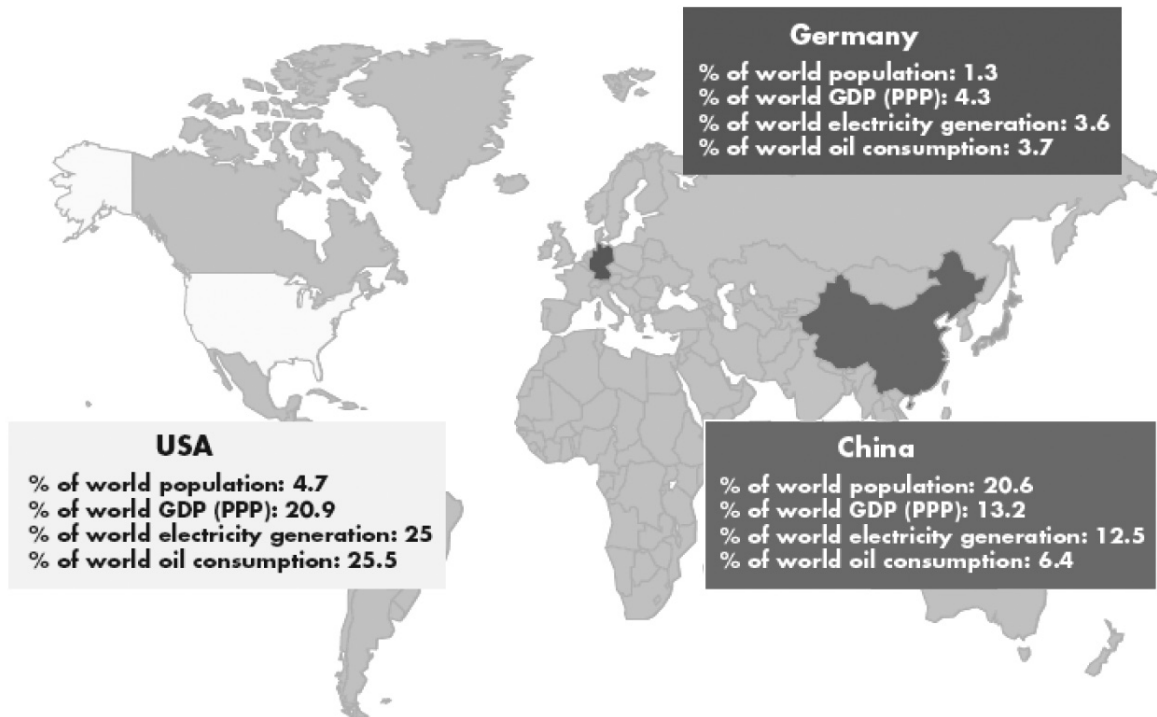 Germany
% of world population: 1.3
% of world GDP (PPP): 4.3
% of world electricity generation: 3.6
% of world oil consumption: 3.7
USA
% of world population: 4.7
% of world GDP (PPP): 20.9
% of world electricity generation: 25
% of world oil consumption: 25.5
China
% of world population: 20.6
% of world GDP (PPP): 13.2
% of world electricity generation: 12.5
% of world oil consumption: 6.4